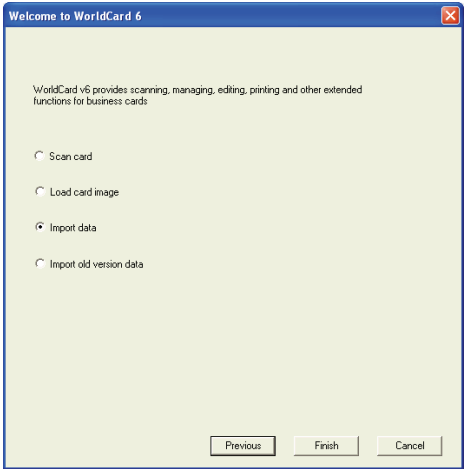 Welcome to WorldCard 6
WorldCard v6 provides scanning, managing, editing, printing and other extended
functions for business cards
Scan card
Load card image
Import data
Import old version data
Previous Finish Cancel